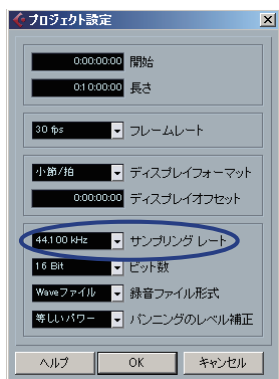 プロジェクト設定
0:00:00:00 開始
0:10:00:00 長さ
30 fps フレームレート
小節/拍 ディスプレイフォーマット
0:00:00:00 ディスプレイオフセット
44.100 kHz サンプリング レート
16 Bit ビット数
Waveファイル 録音ファイル形式
等しいパワー パンニングのレベル補正
ヘルプ OK キャンセル